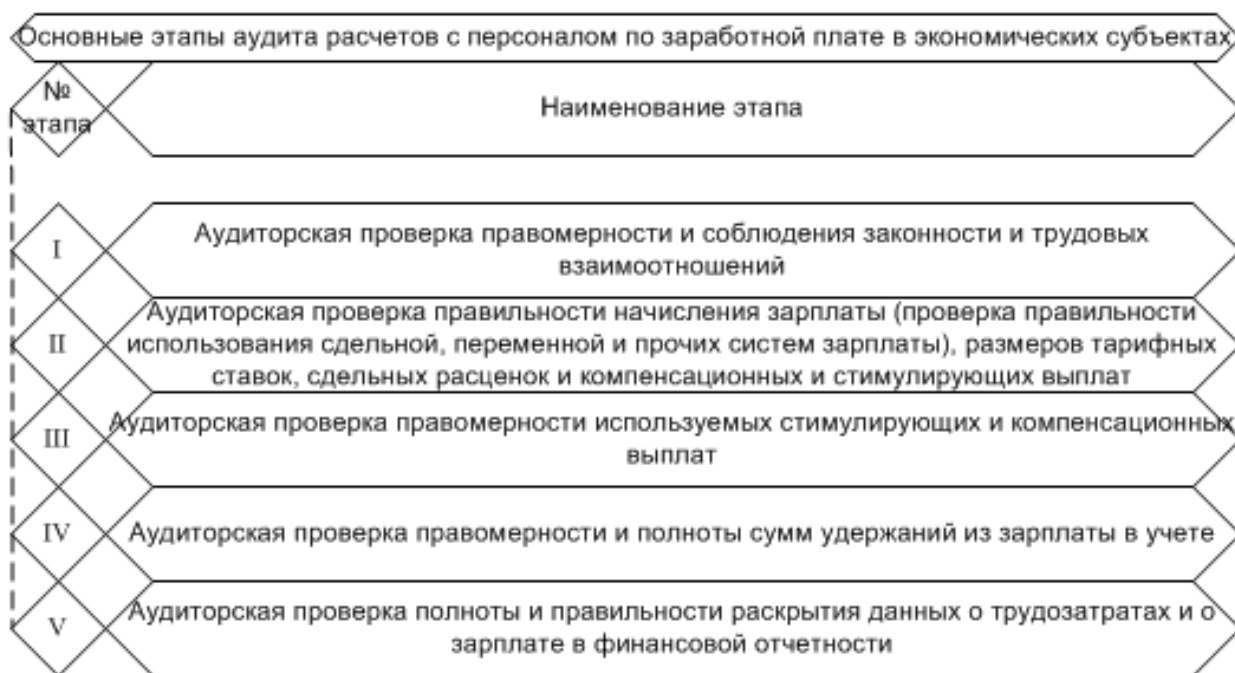 Основные этапы аудита расчетов с персоналом по заработной плате в экономических субъектах
№
этапа
Наименование этапа
I
Аудиторская проверка правомерности и соблюдения законности и трудовых
взаимоотношений
II
Аудиторская проверка правильности начисления зарплаты (проверка правильности
использования сдельной, переменной и прочих систем зарплаты), размеров тарифных
ставок, сдельных расценок и компенсационных и стимулирующих выплат
III
Аудиторская проверка правомерности используемых стимулирующих и компенсационных
выплат
IV
Аудиторская проверка правомерности и полноты сумм удержаний из зарплаты в учете
V
Аудиторская проверка полноты и правильности раскрытия данных о трудозатратах и о
зарплате в финансовой отчетности